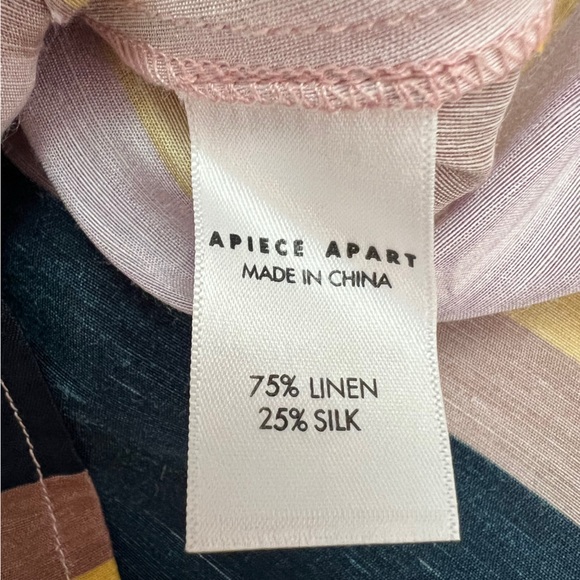 APIECE APART
MADE IN CHINA
75% LINEN
25% SILK